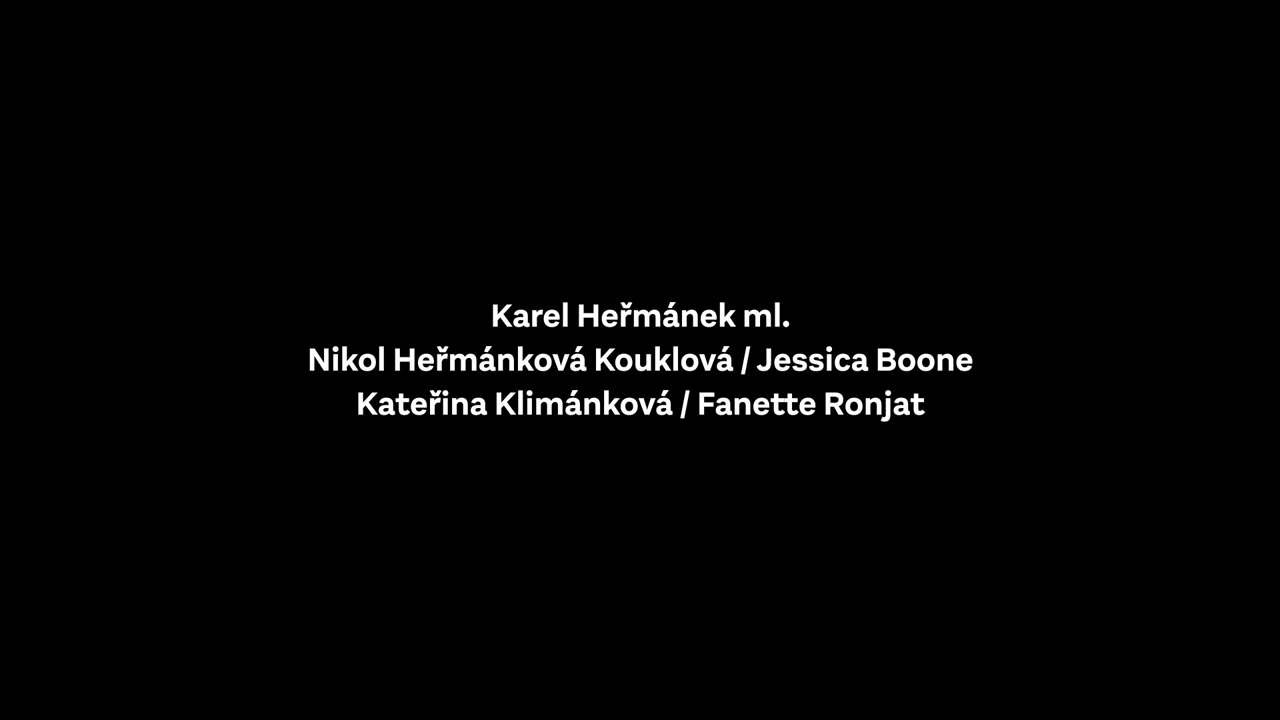 Karel Heřmánek ml.
Nikol Heřmánková Kouklová / Jessica Boone
Kateřina Klimánková / Fanette Ronjat